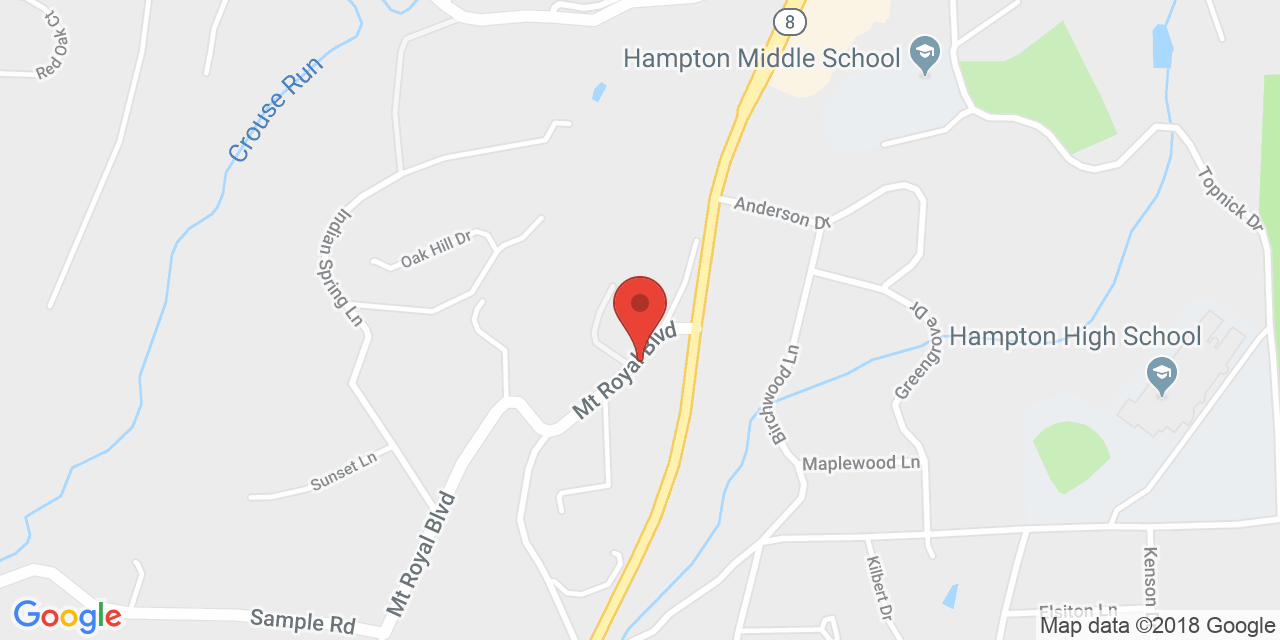 8
Red Oak Ct
Hampton Middle School
Crouse Run
Topnick Dr
Anderson Dr
Indian Spring Ln
Oak Hill Dr
Mt Royal Blvd
Greengrove Dr
Hampton High School
Birchwood Ln
Maplewood Ln
Sunset Ln
Mt Royal Blvd
Kilbert Dr
Kenson
Elsiton Ln
Sample Rd
Google
Map data ©2018 Google